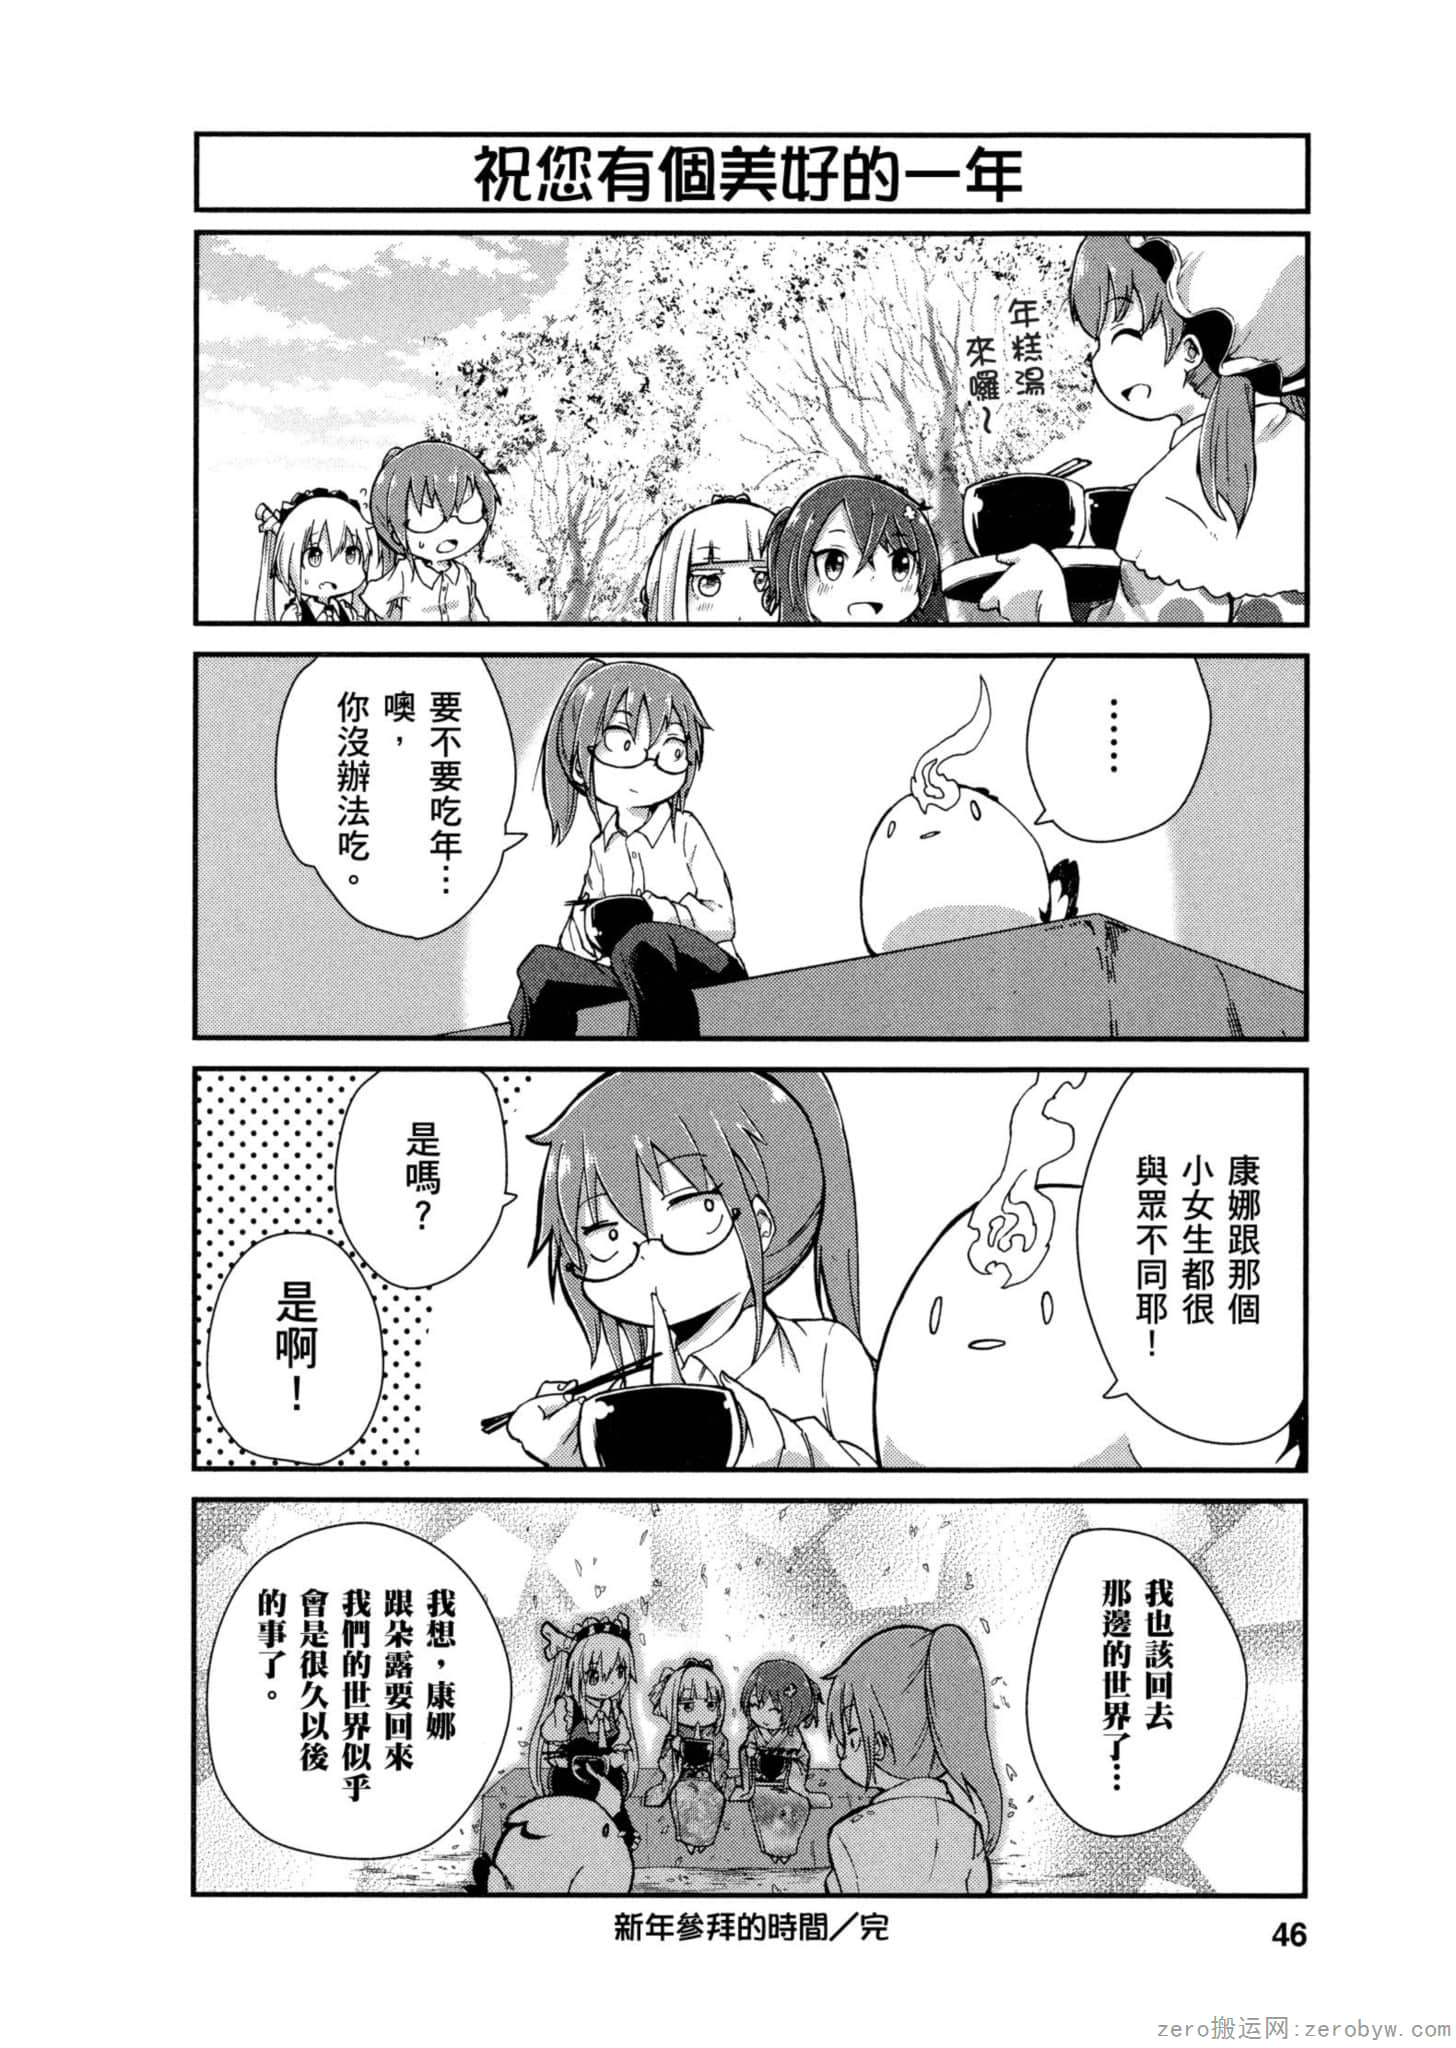 祝您有個美好的一年
年糕湯
來囉～
……
要不要吃年…
噢，
你沒辦法吃。
康娜跟那個
小女生都很
與眾不同耶！
是嗎？
是啊！
我也該回去
那邊的世界了…
我想，康娜
跟朵露要回來
我們的世界似乎
會是很久以後
的事了。
新年參拜的時間／完
46
zero搬运网:zerobyw.com